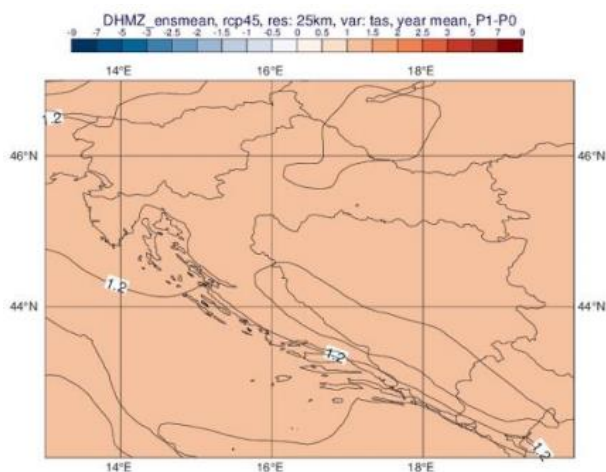 DHMZ_ensmean, rcp45, res: 25km, var: tas, year mean, P1-P0
-9 -7 -5 -3 -2.5 -2 -1.5 -1 -0.5 0 0.5 1 1.5 2 2.5 3 5 7 9
14°E 16°E 18°E
1.2
46°N 46°N
1.2
44°N 44°N
1.2
1.2
14°E 16°E 18°E